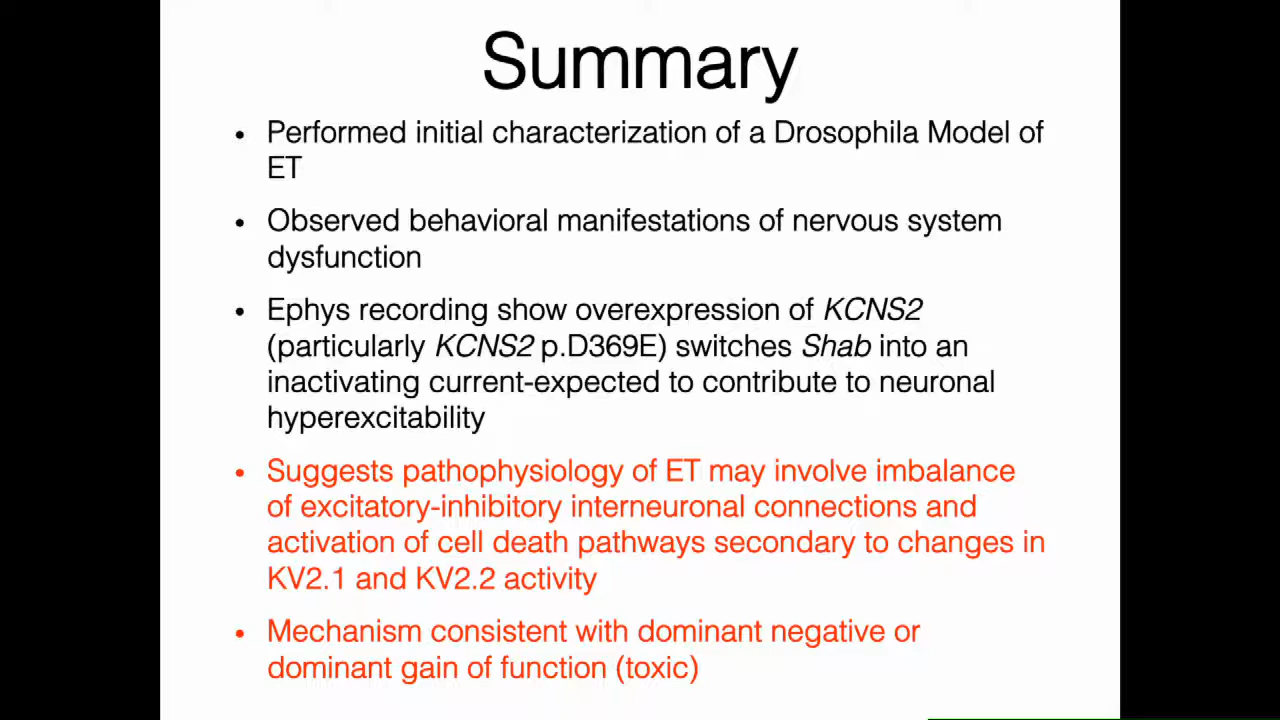 Summary
• Performed initial characterization of a Drosophila Model of
ET
• Observed behavioral manifestations of nervous system
dysfunction
• Ephys recording show overexpression of KCNS2
(particularly KCNS2 p.D369E) switches Shab into an
inactivating current-expected to contribute to neuronal
hyperexcitability
• Suggests pathophysiology of ET may involve imbalance
of excitatory-inhibitory interneuronal connections and
activation of cell death pathways secondary to changes in
KV2.1 and KV2.2 activity
• Mechanism consistent with dominant negative or
dominant gain of function (toxic)